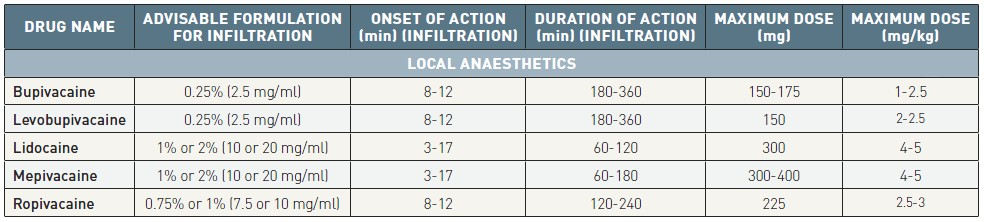 DRUG NAME ADVISABLE FORMULATION FOR INFILTRATION ONSET OF ACTION (min) (INFILTRATION) DURATION OF ACTION (min) (INFILTRATION) MAXIMUM DOSE (mg) MAXIMUM DOSE (mg/kg)
LOCAL ANAESTHETICS
Bupivacaine 0.25% (2.5 mg/ml) 8-12 180-360 150-175 1-2.5
Levobupivacaine 0.25% (2.5 mg/ml) 8-12 180-360 150 2-2.5
Lidocaine 1% or 2% (10 or 20 mg/ml) 3-17 60-120 300 4-5
Mepivacaine 1% or 2% (10 or 20 mg/ml) 3-17 60-180 300-400 4-5
Ropivacaine 0.75% or 1% (7.5 or 10 mg/ml) 8-12 120-240 225 2.5-3